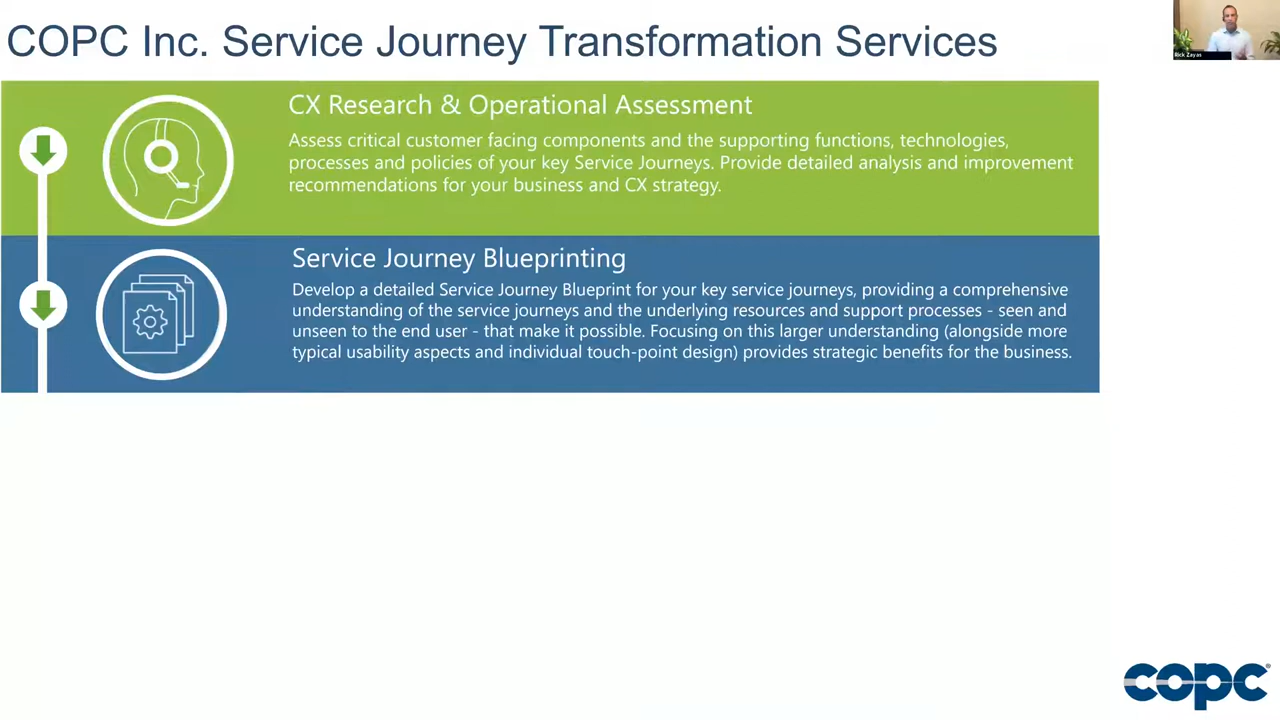 COPC Inc. Service Journey Transformation Services
Rick Zayas
CX Research & Operational Assessment
Assess critical customer facing components and the supporting functions, technologies,
processes and policies of your key Service Journeys. Provide detailed analysis and improvement
recommendations for your business and CX strategy.
Service Journey Blueprinting
Develop a detailed Service Journey Blueprint for your key service journeys, providing a comprehensive
understanding of the service journeys and the underlying resources and support processes - seen and
unseen to the end user - that make it possible. Focusing on this larger understanding (alongside more
typical usability aspects and individual touch-point design) provides strategic benefits for the business.
copc®